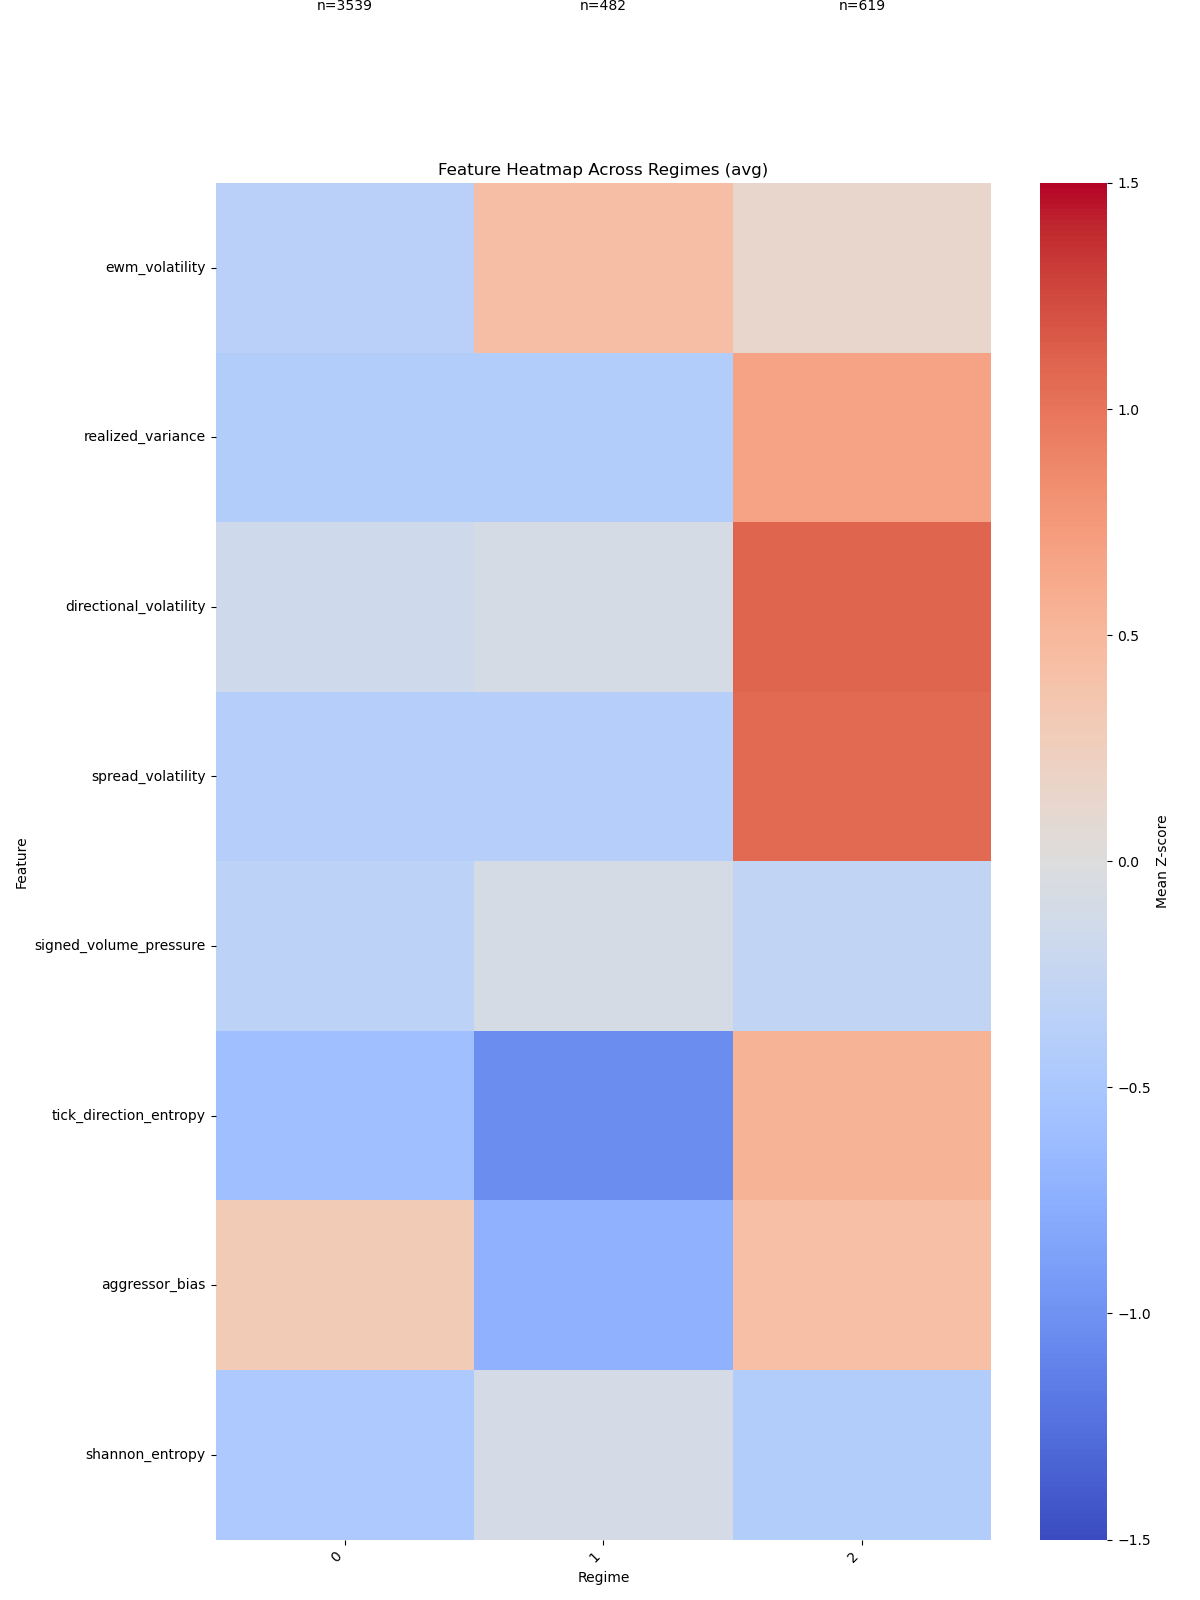 n=3539 n=482 n=619
Feature Heatmap Across Regimes (avg)
ewm_volatility
realized_variance
directional_volatility
spread_volatility
signed_volume_pressure
tick_direction_entropy
aggressor_bias
shannon_entropy
Feature
0 1 2
Regime
1.5
1.0
0.5
0.0
−0.5
−1.0
−1.5
Mean Z-score